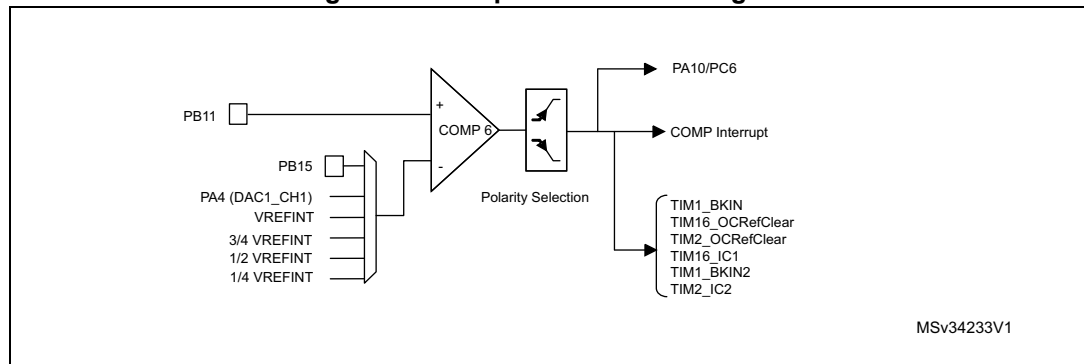 PA10/PC6
+
PB11
COMP 6
COMP Interrupt
PB15
-
Polarity Selection
PA4 (DAC1_CH1)
VREFINT
3/4 VREFINT
1/2 VREFINT
1/4 VREFINT
TIM1_BKIN
TIM16_OCRefClear
TIM2_OCRefClear
TIM16_IC1
TIM1_BKIN2
TIM2_IC2
MSv34233V1